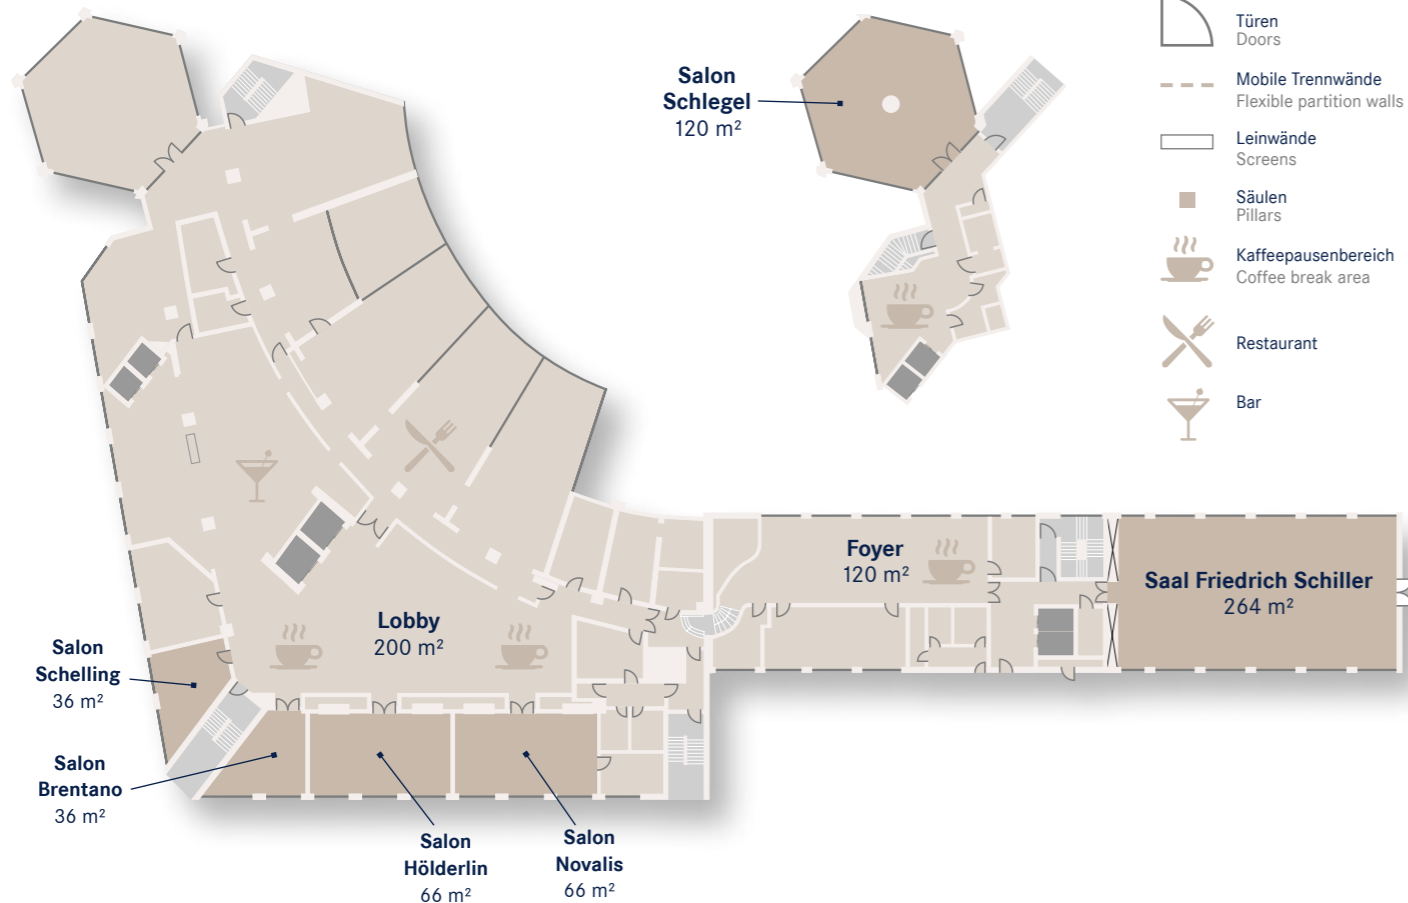 Salon
Schlegel
120 m²
Türen
Doors
Mobile Trennwände
Flexible partition walls
Leinwände
Screens
Säulen
Pillars
Kaffeepausenbereich
Coffee break area
Restaurant
Bar
Foyer
120 m²
Saal Friedrich Schiller
264 m²
Lobby
200 m²
Salon
Schelling
36 m²
Salon
Brentano
36 m²
Salon
Hölderlin
66 m²
Salon
Novalis
66 m²